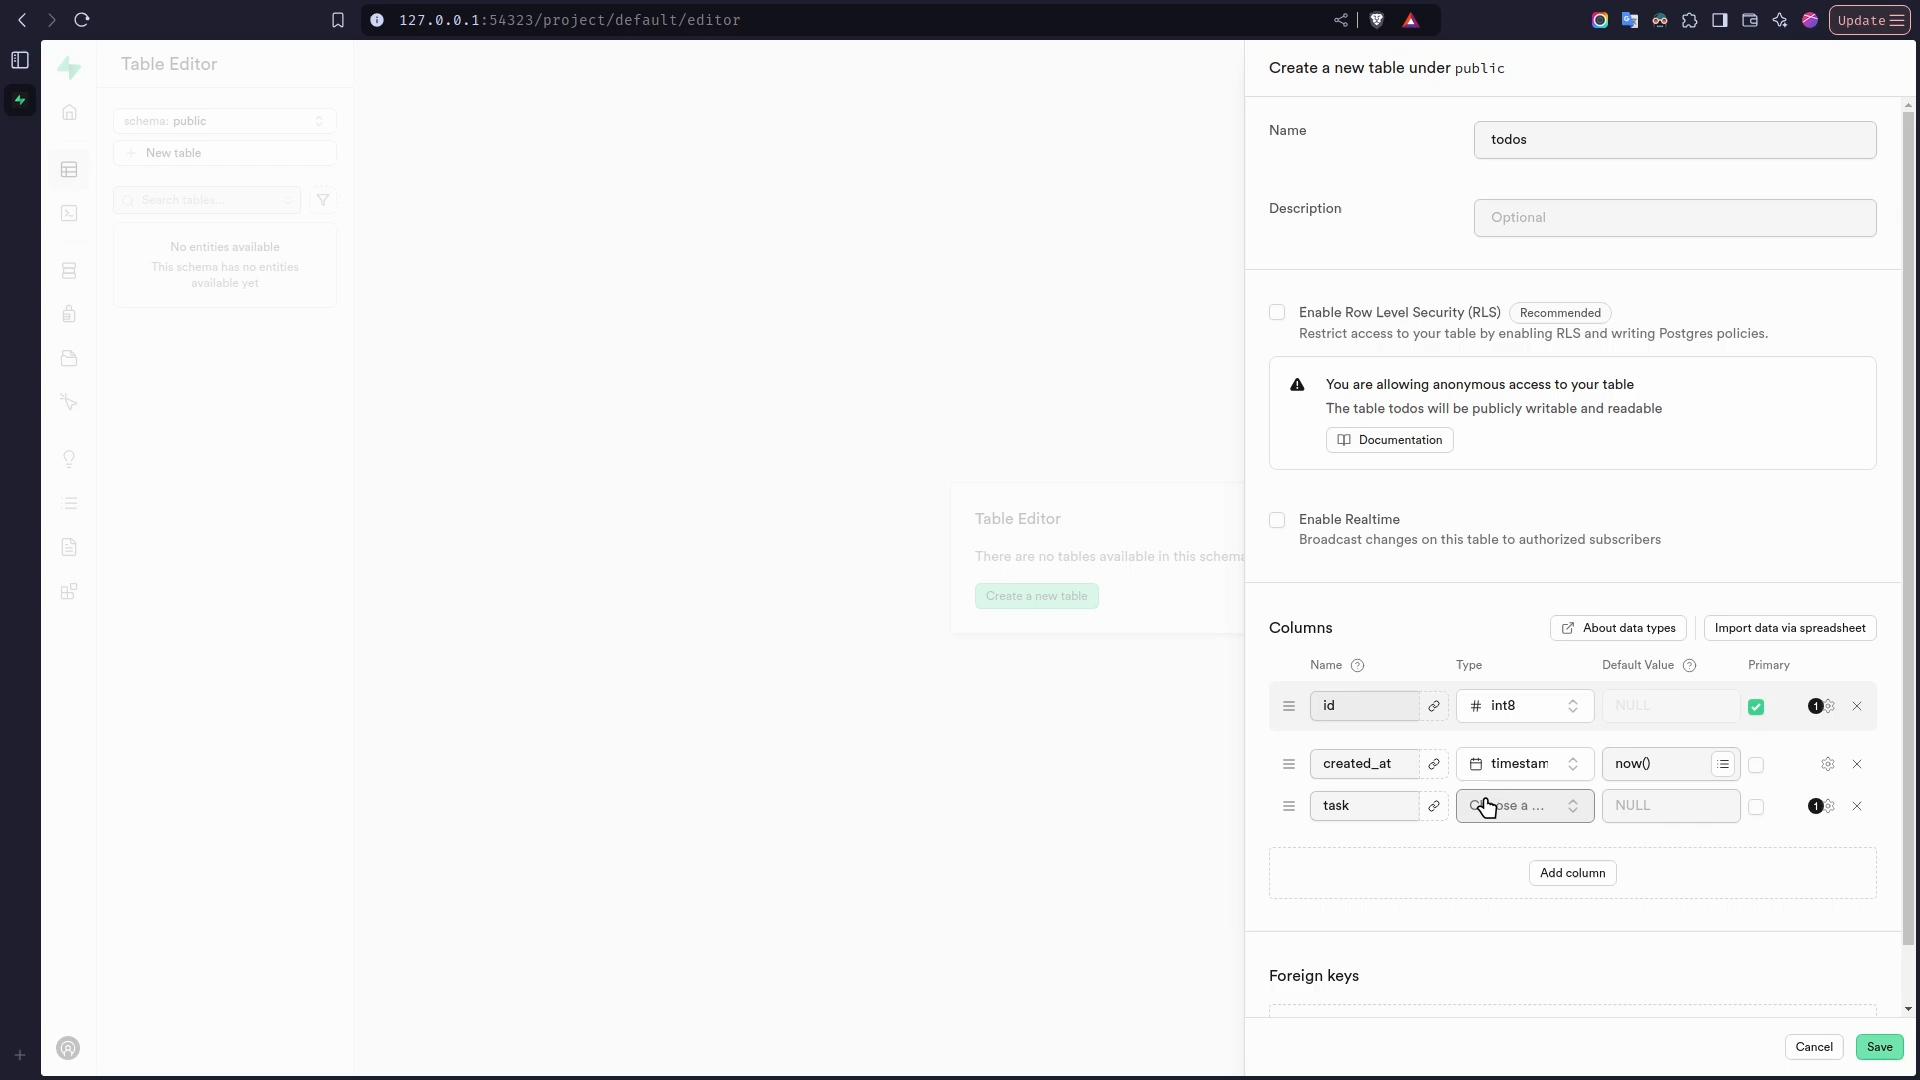 127.0.0.1:54323/project/default/editor
Update
Table Editor
schema: public
New table
Search tables...
No entities available
This schema has no entities
available yet
Table Editor
There are no tables available in this schema
Create a new table
Create a new table under public
Name
todos
Description
Optional
Enable Row Level Security (RLS) Recommended
Restrict access to your table by enabling RLS and writing Postgres policies.
You are allowing anonymous access to your table
The table todos will be publicly writable and readable
Documentation
Enable Realtime
Broadcast changes on this table to authorized subscribers
Columns About data types Import data via spreadsheet
Name Type Default Value Primary
id # int8 NULL 1
created_at timestam now()
task NULL 1
Add column
Foreign keys
Cancel Save